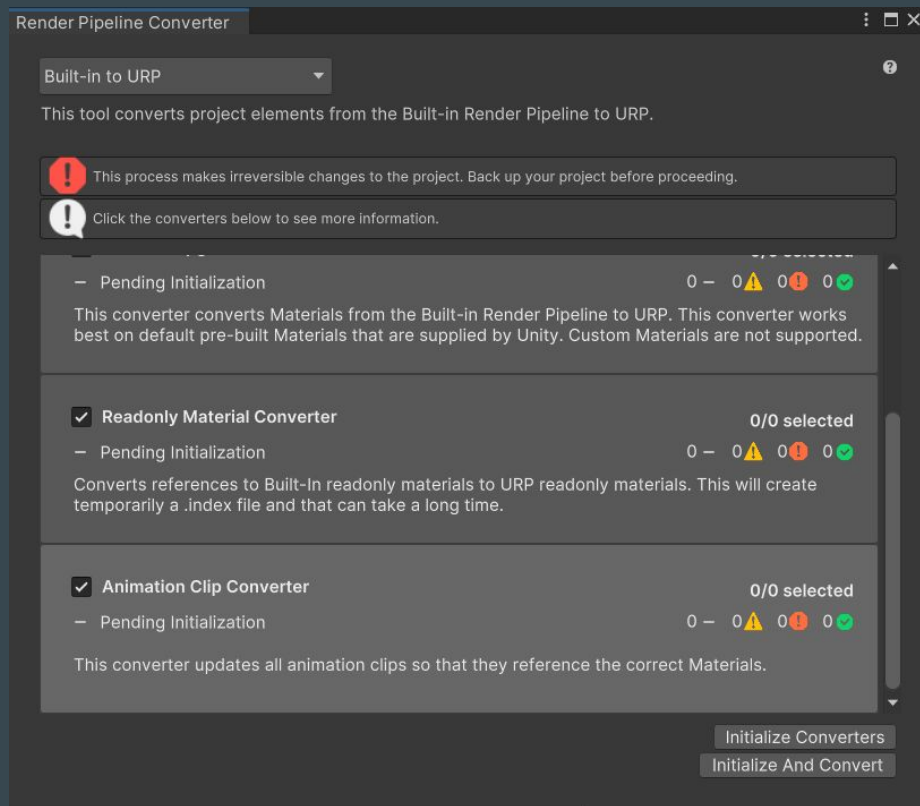 Render Pipeline Converter
Built-in to URP
This tool converts project elements from the Built-in Render Pipeline to URP.
This process makes irreversible changes to the project. Back up your project before proceeding.
Click the converters below to see more information.
— Pending Initialization 0 — 0 0 0
This converter converts Materials from the Built-in Render Pipeline to URP. This converter works
best on default pre-built Materials that are supplied by Unity. Custom Materials are not supported.
Readonly Material Converter 0/0 selected
— Pending Initialization 0 — 0 0 0
Converts references to Built-In readonly materials to URP readonly materials. This will create
temporarily a .index file and that can take a long time.
Animation Clip Converter 0/0 selected
— Pending Initialization 0 — 0 0 0
This converter updates all animation clips so that they reference the correct Materials.
Initialize Converters
Initialize And Convert